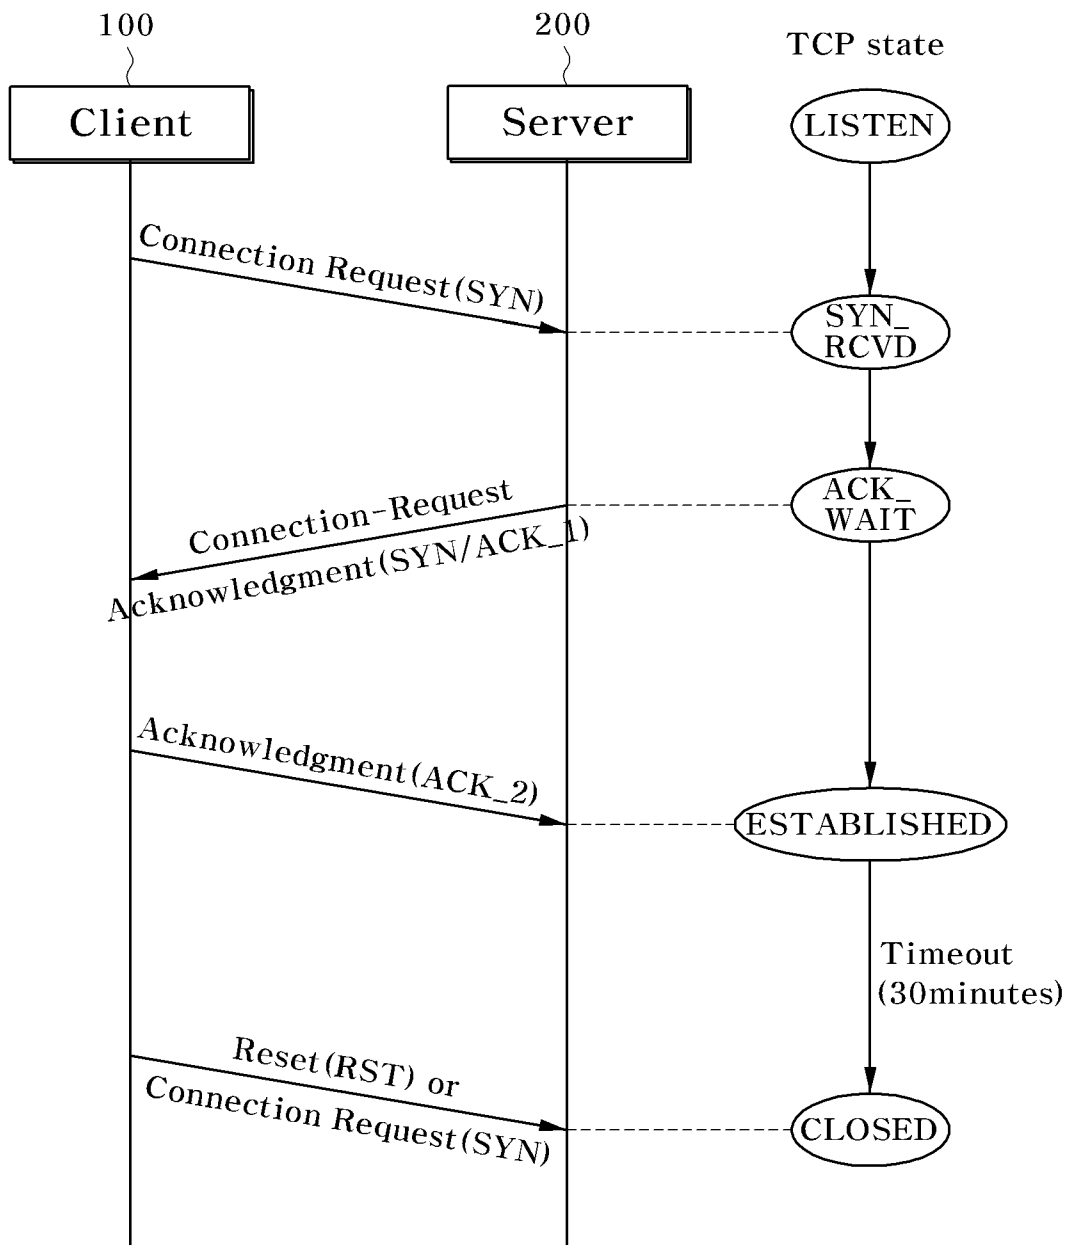 100
200
TCP state
Client
Server
LISTEN
Connection Request(SYN)
SYN_
RCVD
ACK_
WAIT
Connection-Request
Acknowledgment(SYN/ACK_1)
Acknowledgment(ACK_2)
ESTABLISHED
Timeout
(30minutes)
Reset(RST) or
Connection Request(SYN)
CLOSED